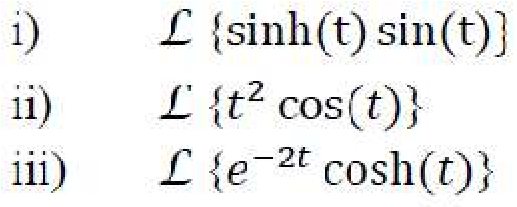 i) ℒ {sinh(t) sin(t)}
ii) ℒ {t² cos(t)}
iii) ℒ {e⁻²ᵗ cosh(t)}